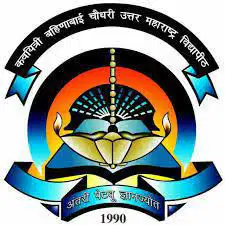 कवयित्री बहिणाबाई चौधरी उत्तर महाराष्ट्र विद्यापीठ
अंतरी पेटवू ज्ञानज्योत
1990